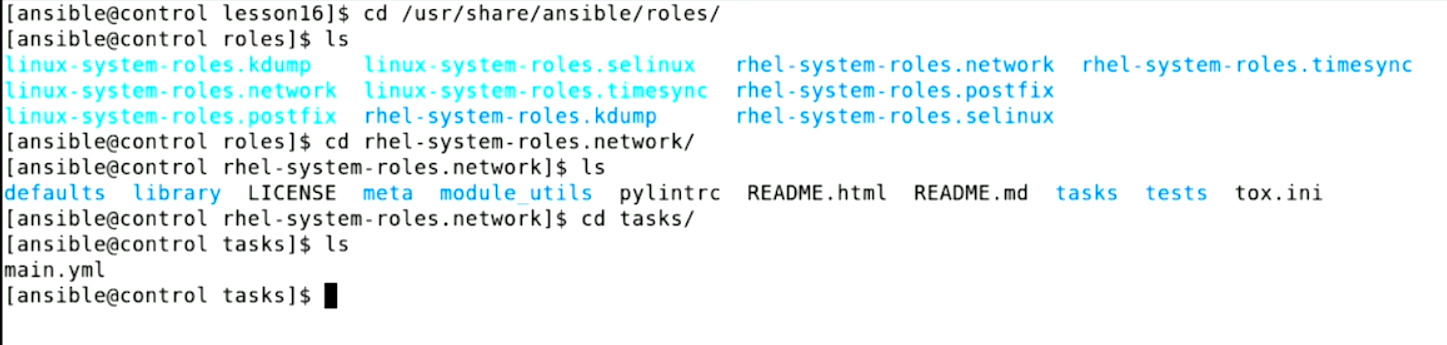 [ansible@control lesson16]$ cd /usr/share/ansible/roles/
[ansible@control roles]$ ls
linux-system-roles.kdump    linux-system-roles.selinux   rhel-system-roles.network  rhel-system-roles.timesync
linux-system-roles.network  linux-system-roles.timesync  rhel-system-roles.postfix
linux-system-roles.postfix  rhel-system-roles.kdump      rhel-system-roles.selinux
[ansible@control roles]$ cd rhel-system-roles.network/
[ansible@control rhel-system-roles.network]$ ls
defaults  library  LICENSE  meta  module_utils  pylintrc  README.html  README.md  tasks  tests  tox.ini
[ansible@control rhel-system-roles.network]$ cd tasks/
[ansible@control tasks]$ ls
main.yml
[ansible@control tasks]$